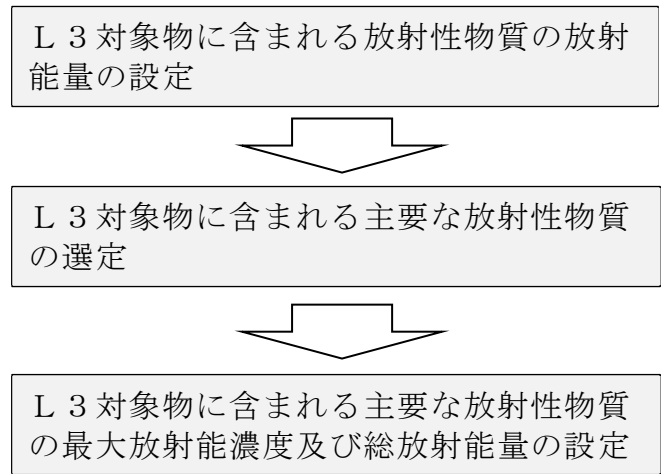 Ｌ３対象物に含まれる放射性物質の放射
能量の設定
Ｌ３対象物に含まれる主要な放射性物質
の選定
Ｌ３対象物に含まれる主要な放射性物質
の最大放射能濃度及び総放射能量の設定